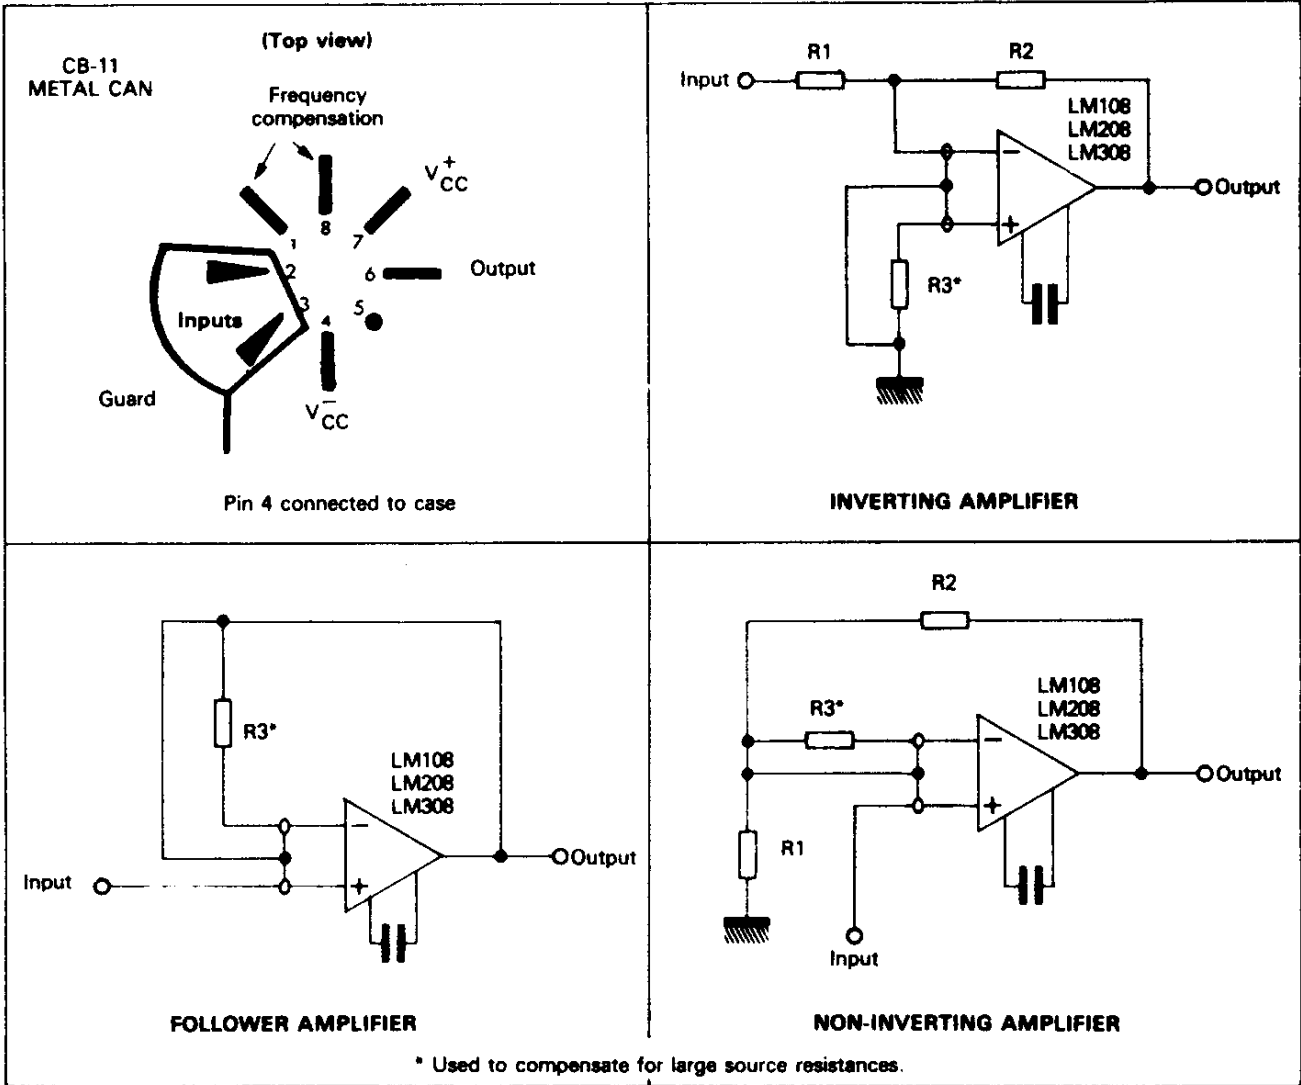 (Top view)
CB-11
METAL CAN
Frequency
compensation
V+CC
1
8
7
2
6
Output
3
Inputs
4
5
Guard
V−CC
Pin 4 connected to case
R1
R2
Input
LM108
LM208
LM308
−
+
Output
R3*
INVERTING AMPLIFIER
R3*
LM108
LM208
LM308
−
+
Input
Output
FOLLOWER AMPLIFIER
R2
R3*
LM108
LM208
LM308
−
+
Output
R1
Input
NON-INVERTING AMPLIFIER
* Used to compensate for large source resistances.